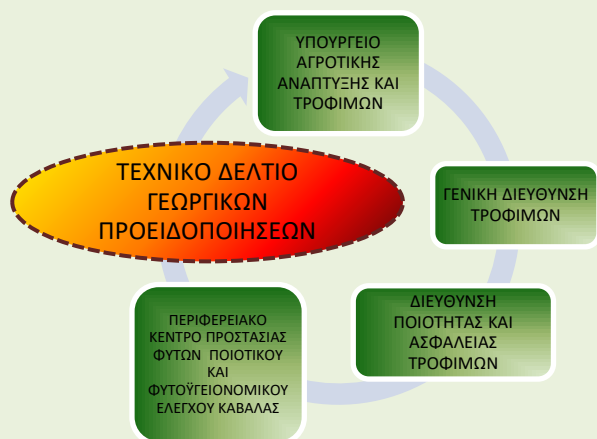 ΥΠΟΥΡΓΕΙΟ
ΑΓΡΟΤΙΚΗΣ
ΑΝΑΠΤΥΞΗΣ ΚΑΙ
ΤΡΟΦΙΜΩΝ
ΓΕΝΙΚΗ ΔΙΕΥΘΥΝΣΗ
ΤΡΟΦΙΜΩΝ
ΔΙΕΥΘΥΝΣΗ
ΠΟΙΟΤΗΤΑΣ ΚΑΙ
ΑΣΦΑΛΕΙΑΣ
ΤΡΟΦΙΜΩΝ
ΠΕΡΙΦΕΡΕΙΑΚΟ
ΚΕΝΤΡΟ ΠΡΟΣΤΑΣΙΑΣ
ΦΥΤΩΝ ΠΟΙΟΤΙΚΟΥ
ΚΑΙ
ΦΥΤΟΫΓΕΙΟΝΟΜΙΚΟΥ
ΕΛΕΓΧΟΥ ΚΑΒΑΛΑΣ
ΤΕΧΝΙΚΟ ΔΕΛΤΙΟ
ΓΕΩΡΓΙΚΩΝ
ΠΡΟΕΙΔΟΠΟΙΗΣΕΩΝ